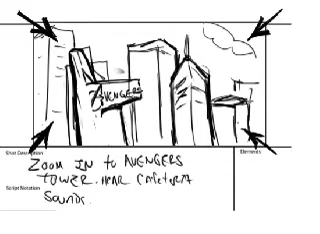 AVENGERS
Shot Description
Elements
ZOOM IN to AVENGERS
TOWER. HEAR CAFETERIA
Script Notation
Sounds.